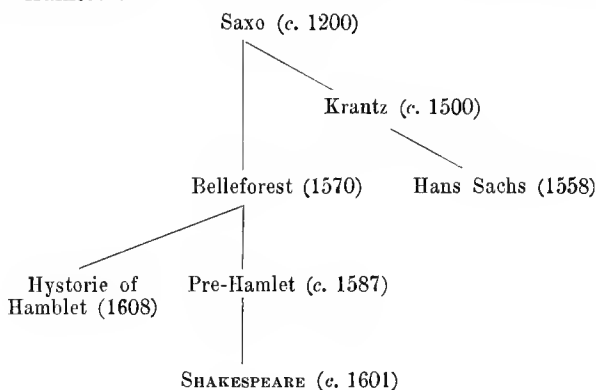 Saxo (c. 1200)
Krantz (c. 1500)
Belleforest (1570) Hans Sachs (1558)
Hystorie of
Hamblet (1608)
Pre-Hamlet (c. 1587)
SHAKESPEARE (c. 1601)